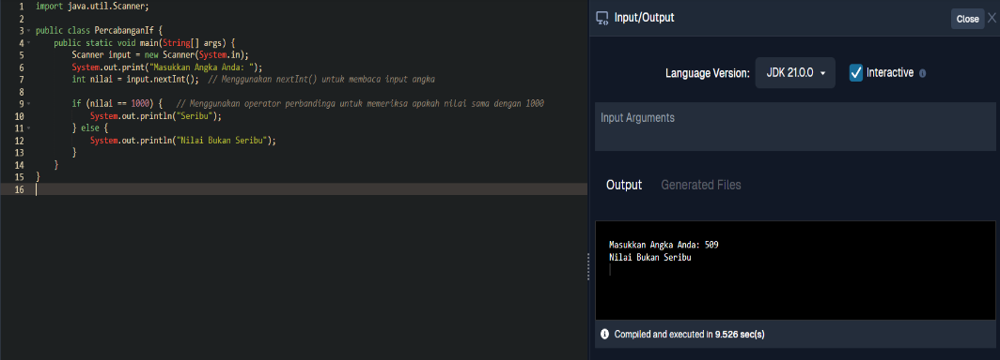 1 import java.util.Scanner;
2
3 public class PercabanganIf {
4 public static void main(String[] args) {
5 Scanner input = new Scanner(System.in);
6 System.out.print("Masukkan Angka Anda: ");
7 int nilai = input.nextInt(); // Menggunakan nextInt() untuk membaca input angka
8
9 if (nilai == 1000) { // Menggunakan operator perbandinga untuk memeriksa apakah nilai sama dengan 1000
10 System.out.println("Seribu");
11 } else {
12 System.out.println("Nilai Bukan Seribu");
13 }
14 }
15 }
16
Input/Output
Close X
Language Version: JDK 21.0.0 Interactive
Input Arguments
Output Generated Files
Masukkan Angka Anda: 509
Nilai Bukan Seribu
Compiled and executed in 9.526 sec(s)